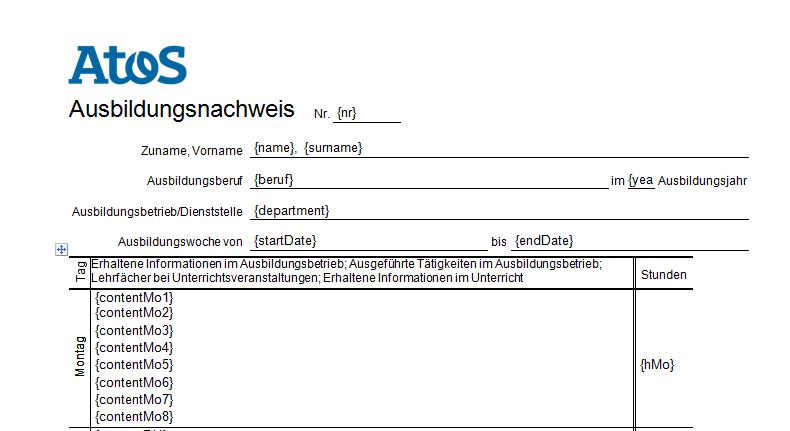 Atos
Ausbildungsnachweis Nr. {nr}
Zuname, Vorname {name}, {surname}
Ausbildungsberuf {beruf} im {yea Ausbildungsjahr
Ausbildungsbetrieb/Dienststelle {department}
Ausbildungswoche von {startDate} bis {endDate}
Tag Erhaltene Informationen im Ausbildungsbetrieb; Ausgeführte Tätigkeiten im Ausbildungsbetrieb;
Lehrfächer bei Unterrichtsveranstaltungen; Erhaltene Informationen im Unterricht
Stunden
Montag
{contentMo1}
{contentMo2}
{contentMo3}
{contentMo4}
{contentMo5}
{contentMo6}
{contentMo7}
{contentMo8}
{hMo}